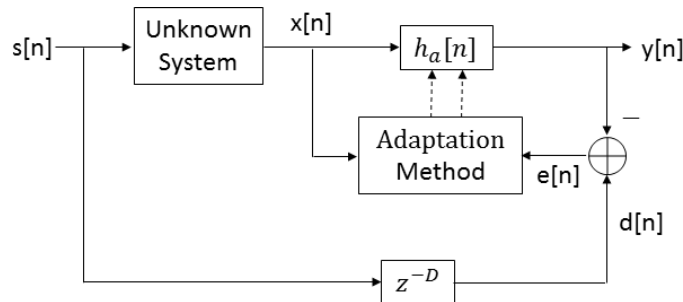 s[n]
Unknown
System
x[n]
h_a[n]
y[n]
—
Adaptation
Method
e[n]
d[n]
z^{-D}